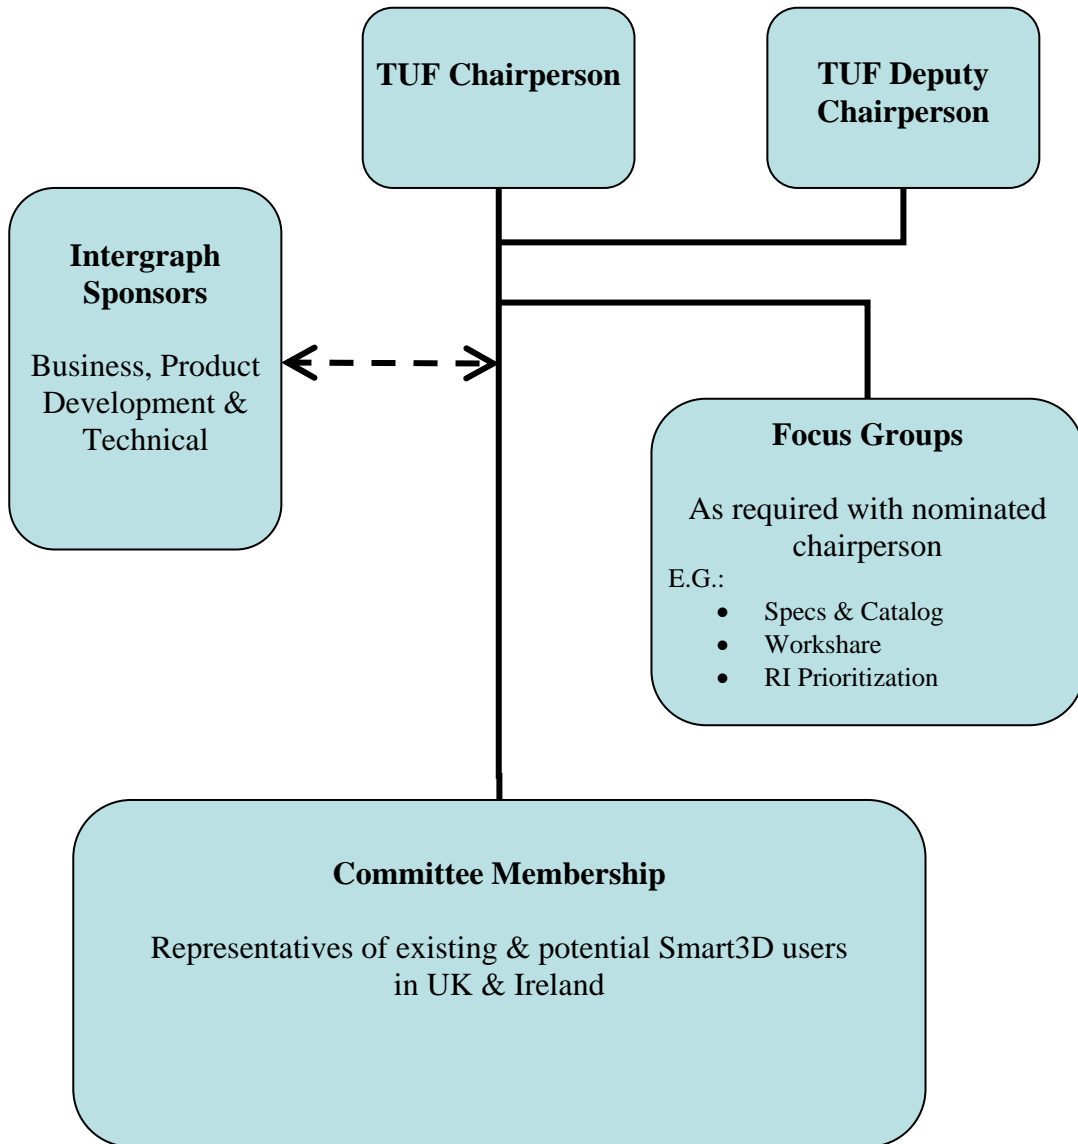 TUF Chairperson
TUF Deputy
Chairperson
Intergraph
Sponsors
Business, Product
Development &
Technical
Focus Groups
As required with nominated
chairperson
E.G.:
• Specs & Catalog
• Workshare
• RI Prioritization
Committee Membership
Representatives of existing & potential Smart3D users
in UK & Ireland